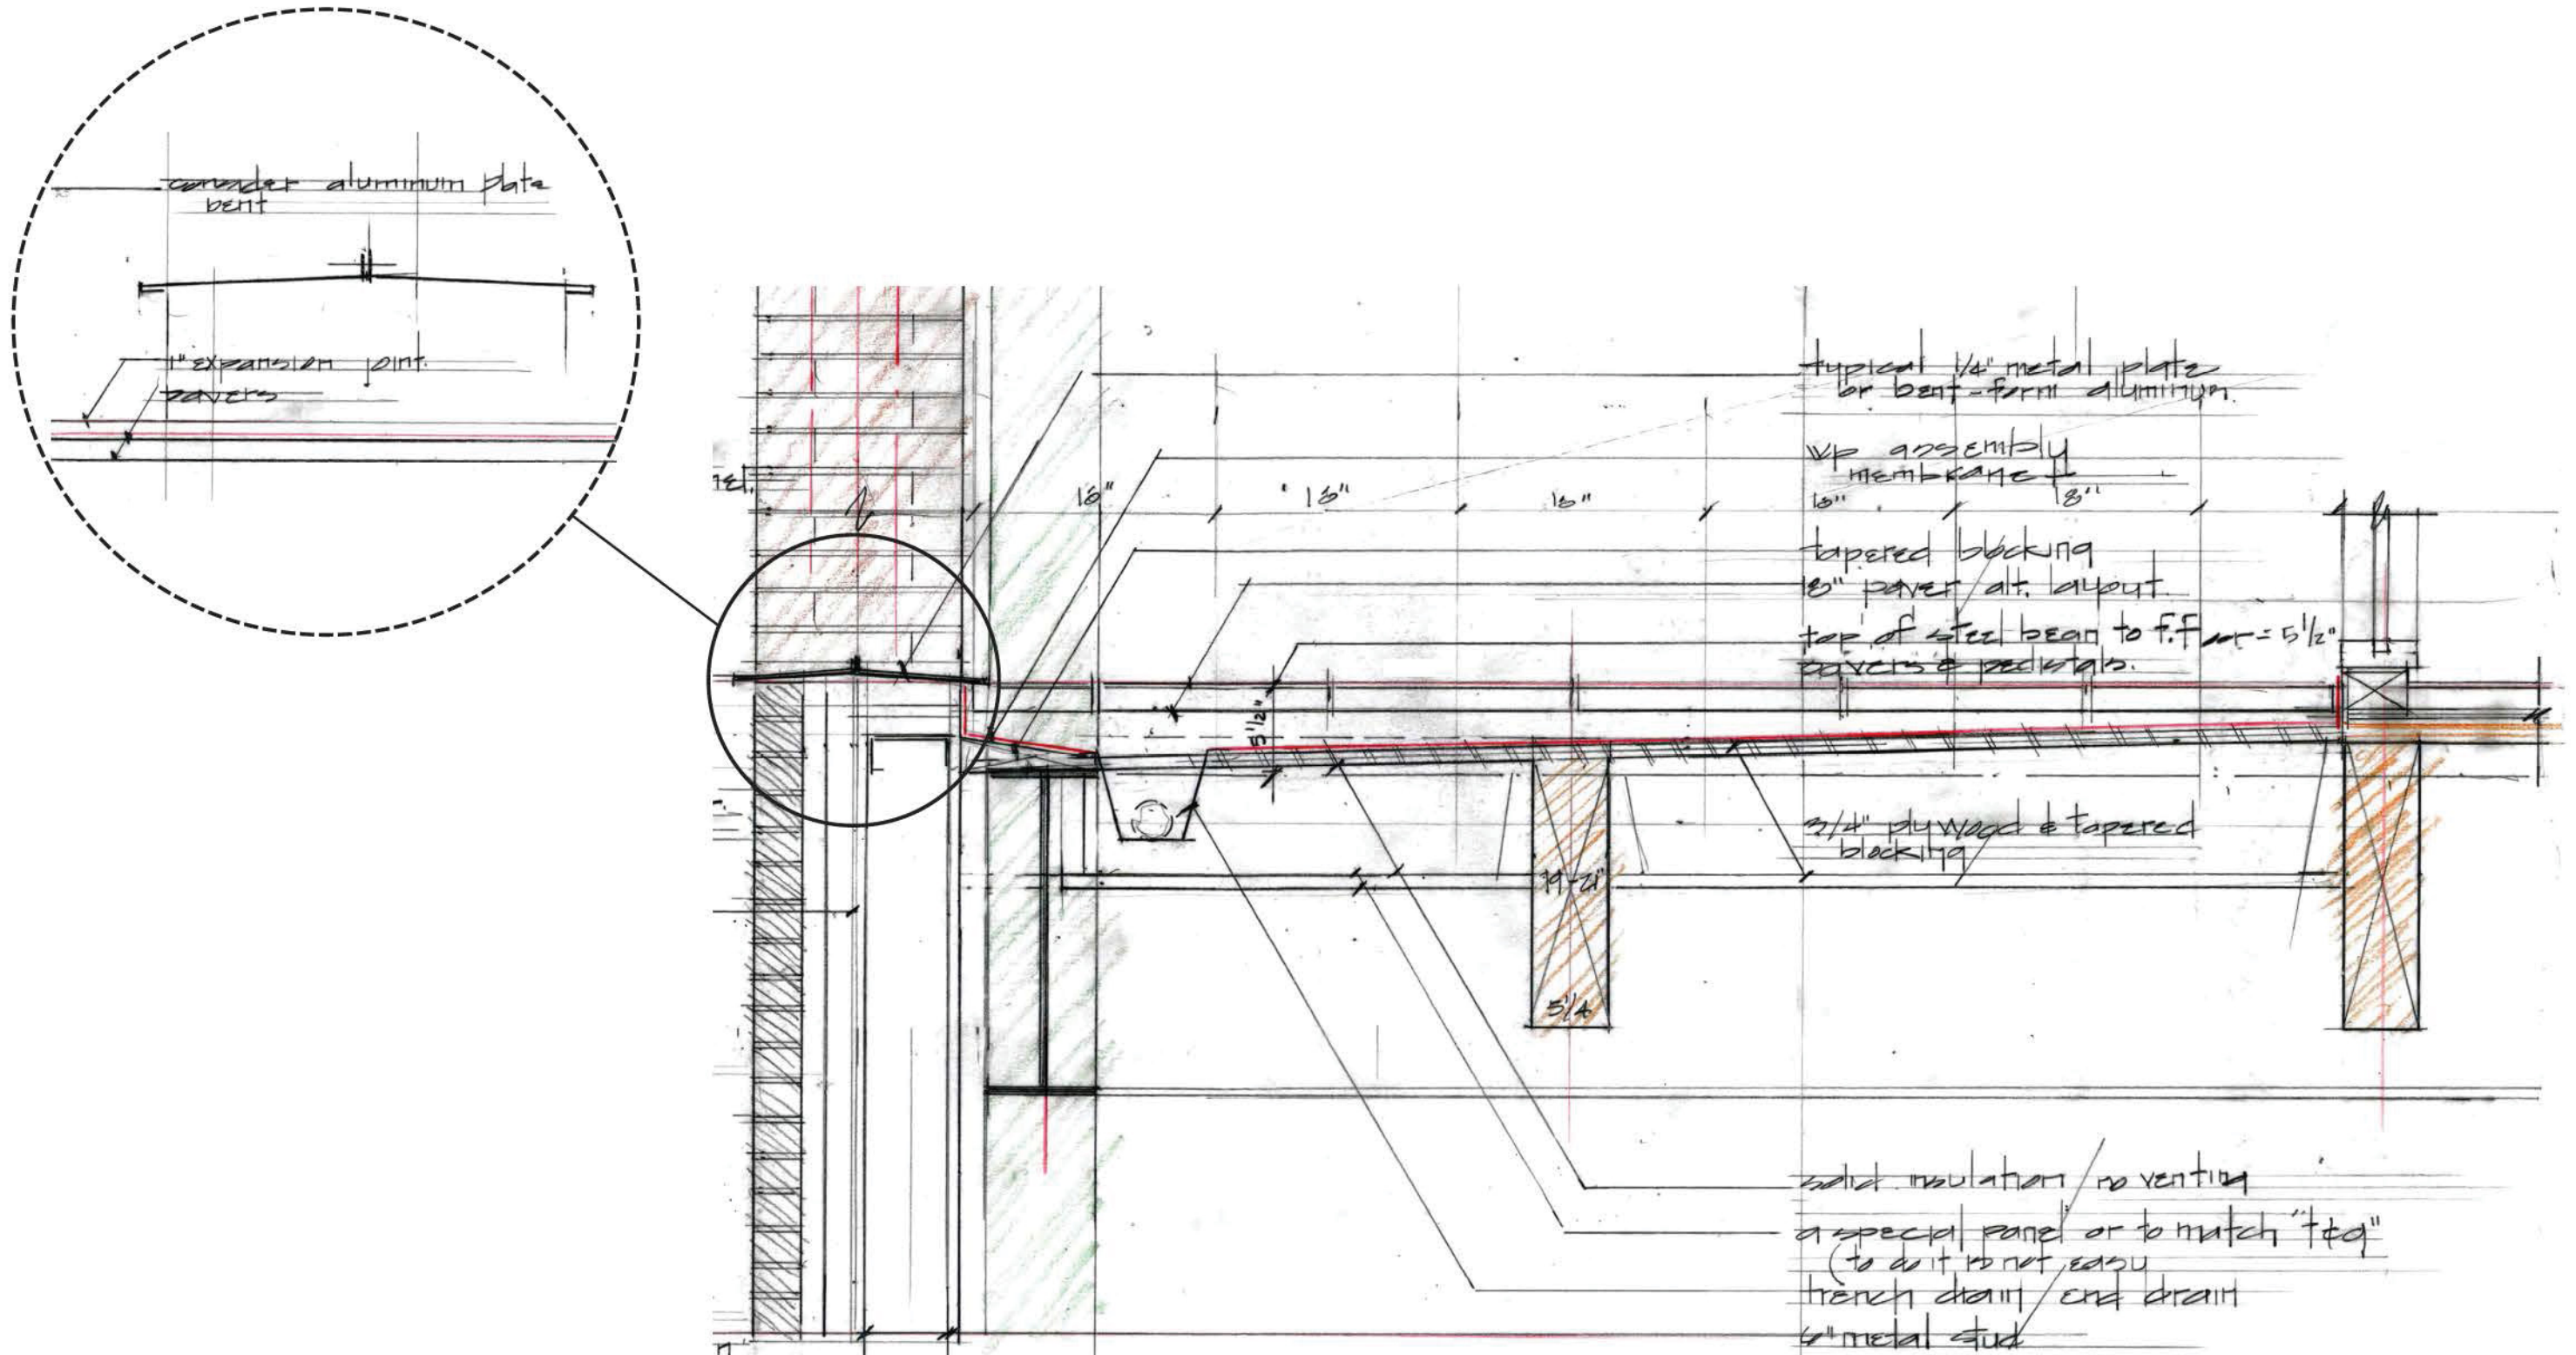 consider aluminum plate
bent
1" expansion joint.
pavers
typical 1/4" metal plate
or bent-form aluminum.
wp assembly
membrane
18"
18"
18"
18"
18"
tapered blocking
18" paver alt. layout.
top of steel beam to f.f = 5 1/2"
pavers & pedistals.
5 1/2"
3/4" plywood & tapered
blocking
5 1/4
solid insulation / no venting
a special panel or to match "t&g"
(to do it is not easy
trench drain / end drain
6" metal stud